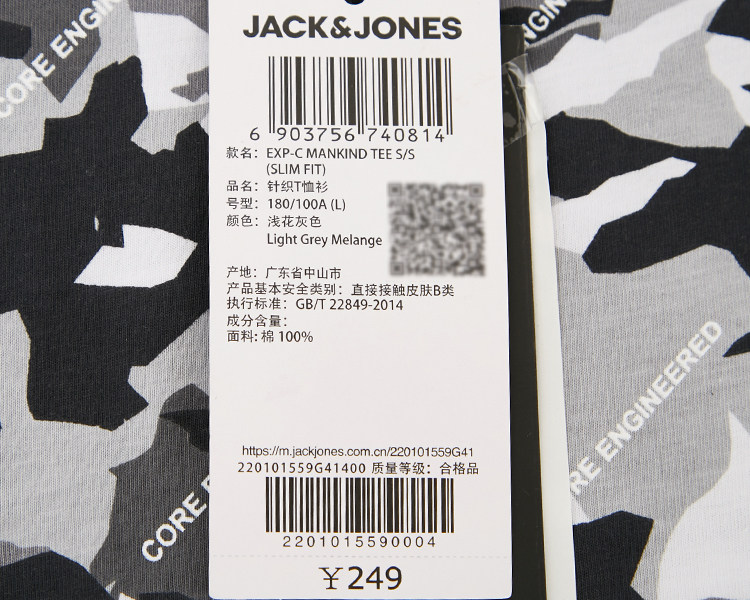 CORE ENGIN
ENGINEERED
JACK&JONES
6 903756 740814
款名： EXP-C MANKIND TEE S/S
(SLIM FIT)
品名： 针织T恤衫
号型： 180/100A (L)
颜色： 浅花灰色
Light Grey Melange
产地： 广东省中山市
产品基本安全类别： 直接接触皮肤B类
执行标准： GB/T 22849-2014
成分含量：
面料: 棉 100%
https://m.jackjones.com.cn/220101559G41
220101559G41400 质量等级： 合格品
2201015590004
￥249
CORE E
RE ENGINEERED